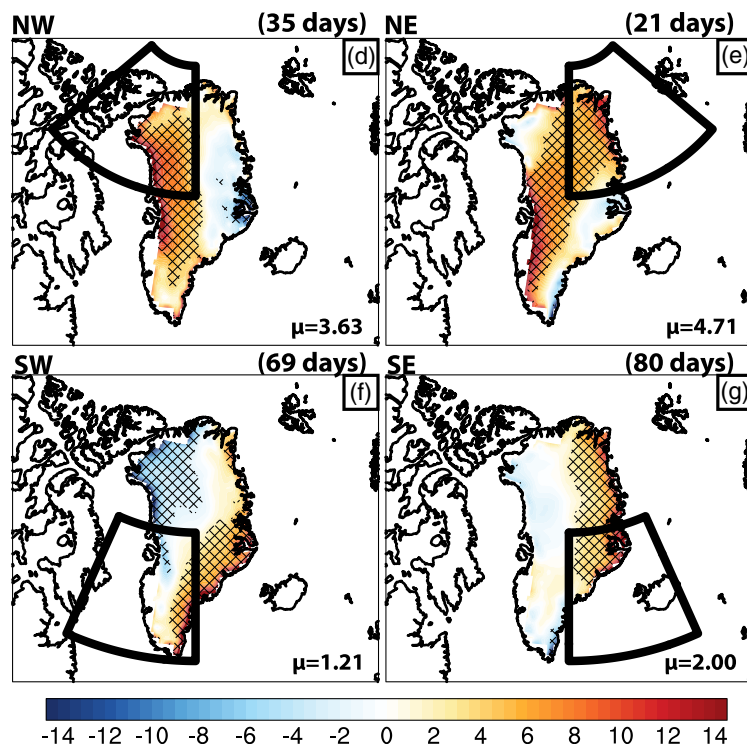 NW (35 days)
(d)
μ=3.63
NE (21 days)
(e)
μ=4.71
SW (69 days)
(f)
μ=1.21
SE (80 days)
(g)
μ=2.00
-14 -12 -10 -8 -6 -4 -2 0 2 4 6 8 10 12 14